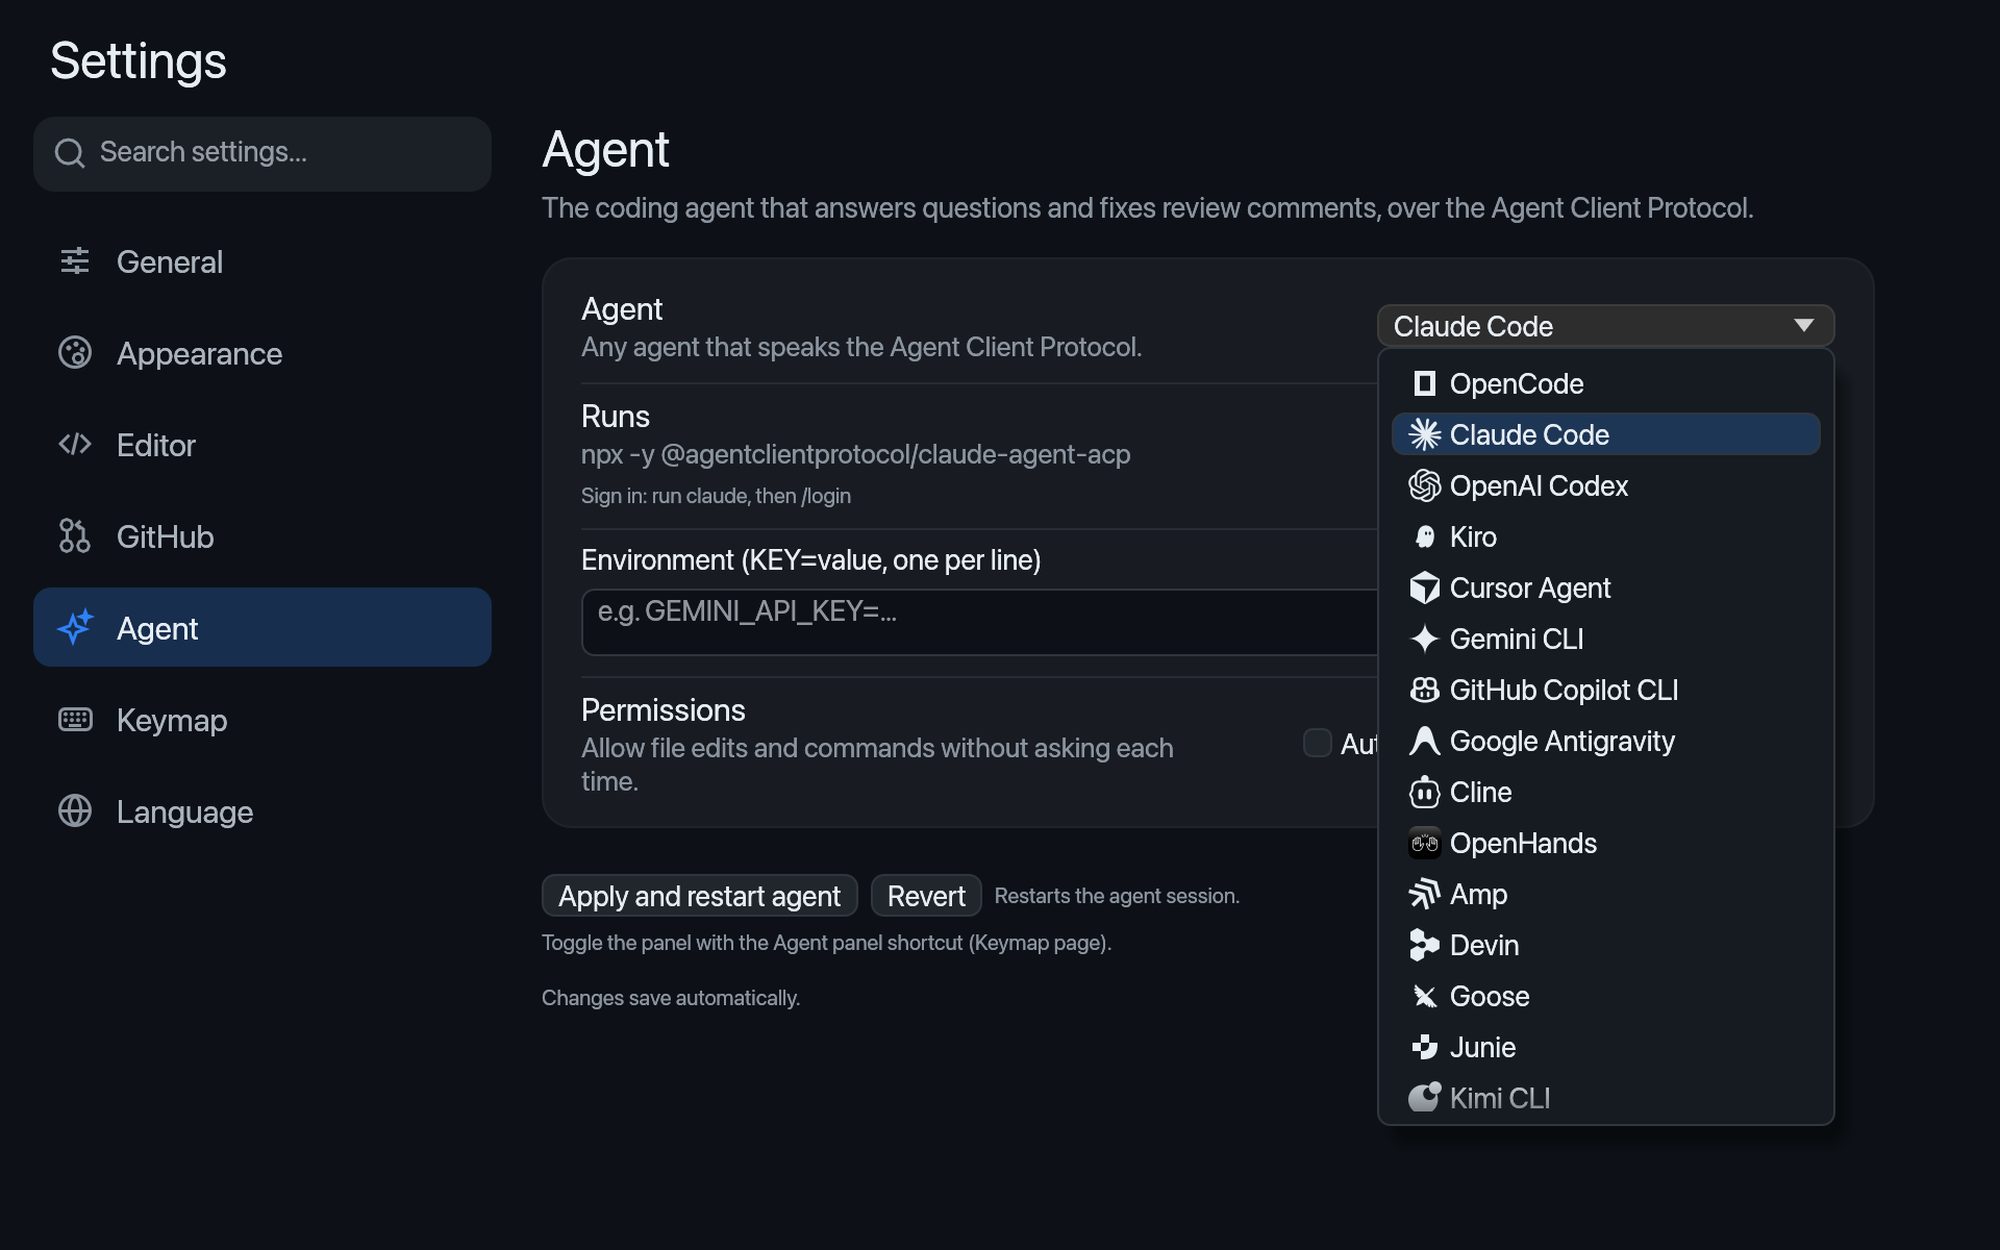 Settings
Search settings...
General
Appearance
Editor
GitHub
Agent
Keymap
Language
Agent
The coding agent that answers questions and fixes review comments, over the Agent Client Protocol.
Agent
Any agent that speaks the Agent Client Protocol.
Claude Code
Runs
npx -y @agentclientprotocol/claude-agent-acp
Sign in: run claude, then /login
Environment (KEY=value, one per line)
e.g. GEMINI_API_KEY=...
Permissions
Allow file edits and commands without asking each
time.
OpenCode
Claude Code
OpenAI Codex
Kiro
Cursor Agent
Gemini CLI
GitHub Copilot CLI
Google Antigravity
Cline
OpenHands
Amp
Devin
Goose
Junie
Kimi CLI
Apply and restart agent
Revert
Restarts the agent session.
Toggle the panel with the Agent panel shortcut (Keymap page).
Changes save automatically.